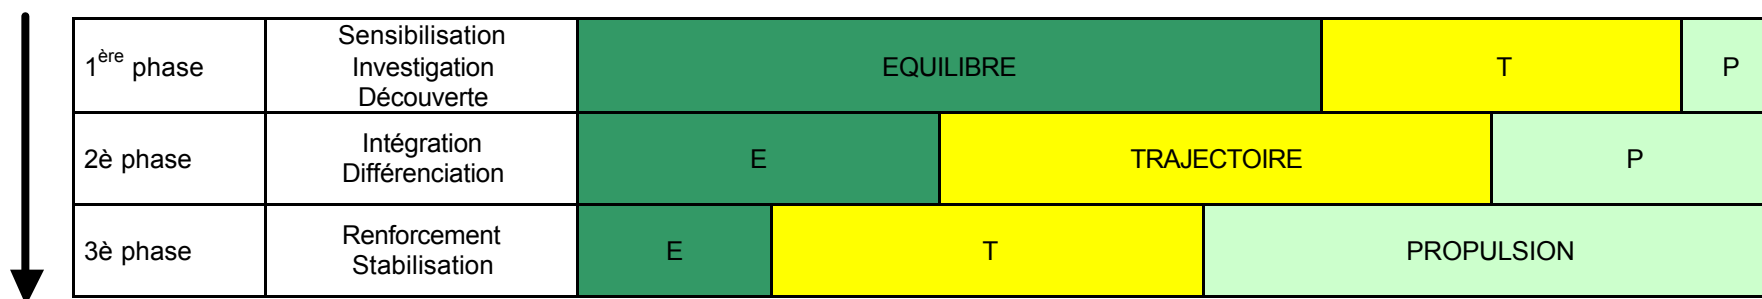 1ère phase
Sensibilisation
Investigation
Découverte
EQUILIBRE
T
P
2è phase
Intégration
Différenciation
E
TRAJECTOIRE
P
3è phase
Renforcement
Stabilisation
E
T
PROPULSION